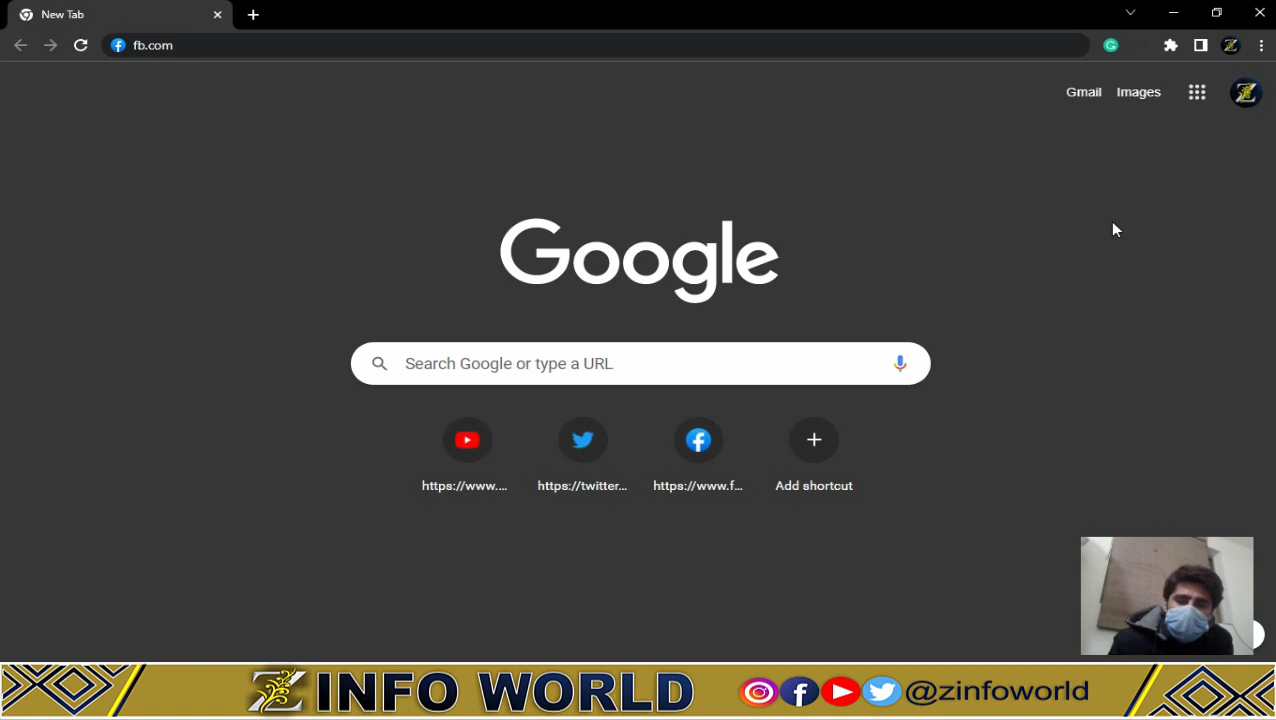 New Tab
fb.com
Gmail Images
Google
Search Google or type a URL
https://www....
https://twitter...
https://www.f...
Add shortcut
Z INFO WORLD
@zinfoworld